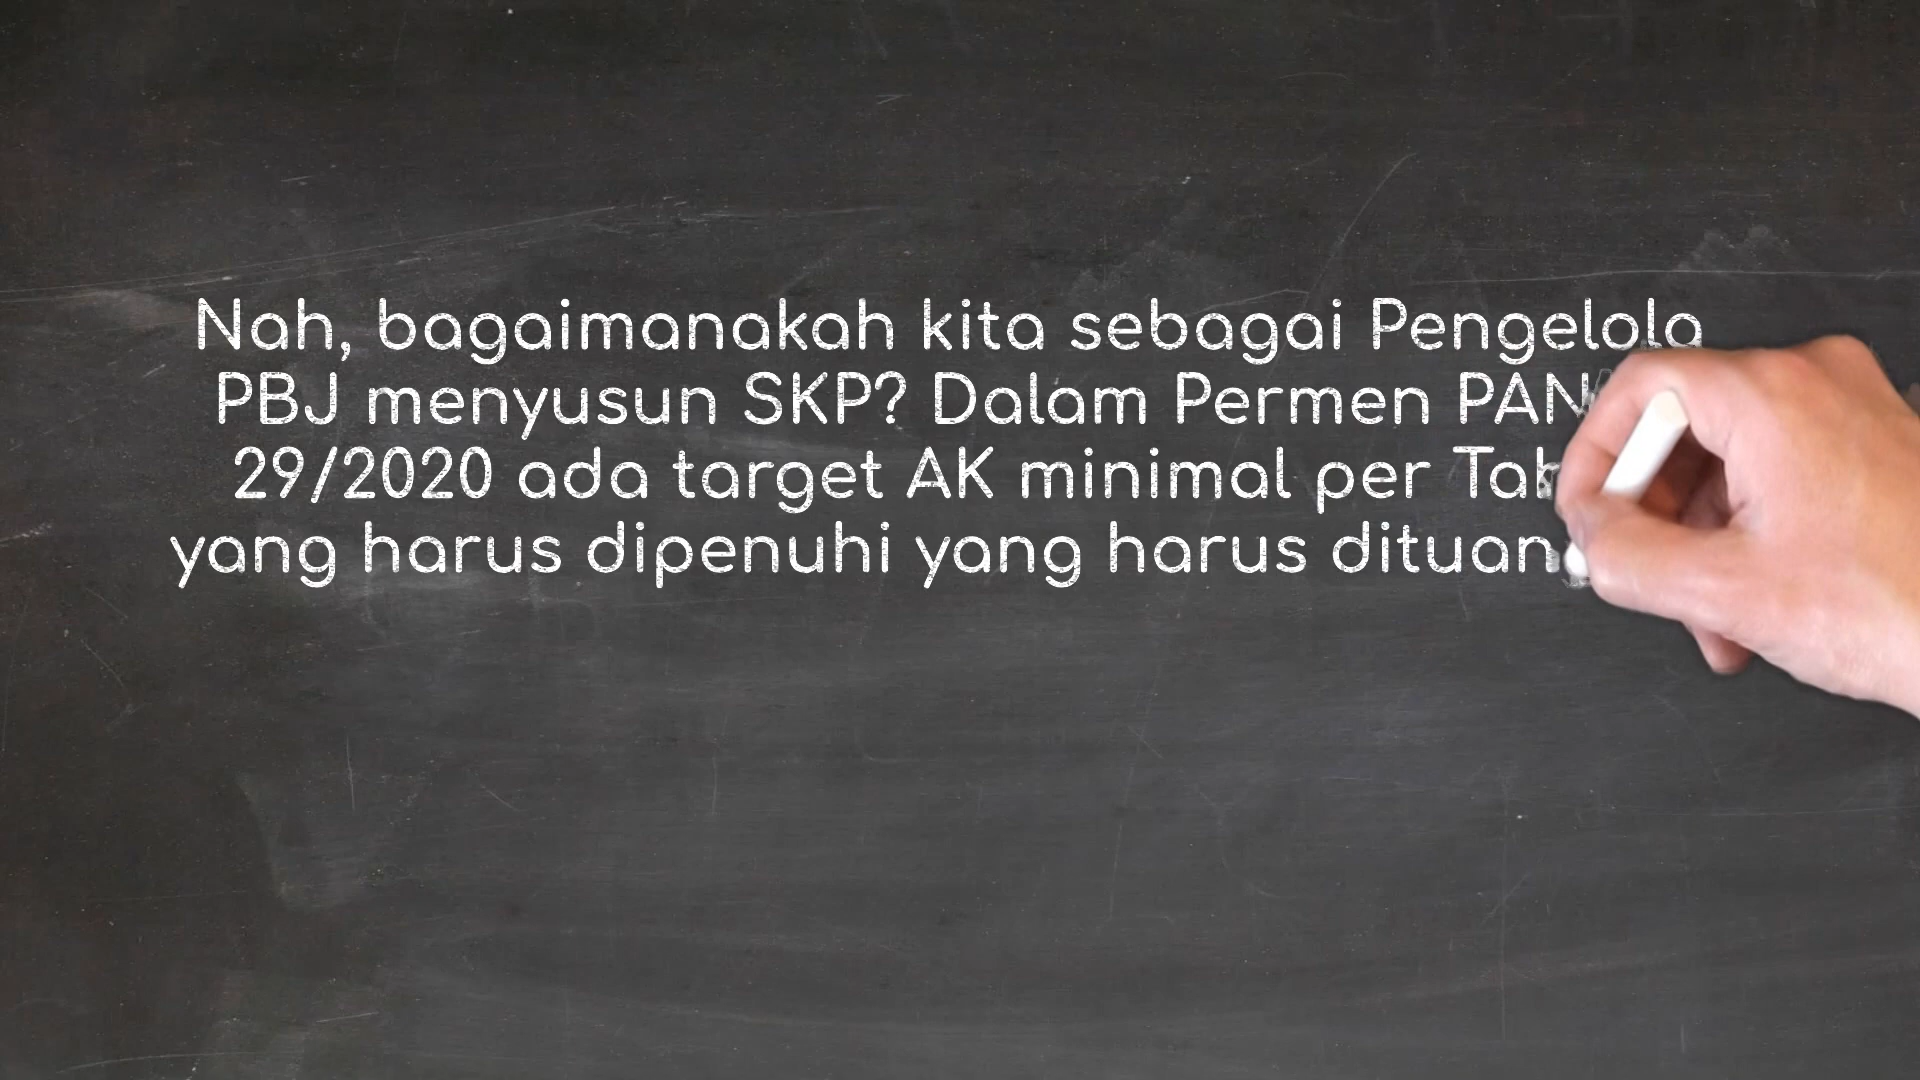 Nah, bagaimanakah kita sebagai Pengelola
PBJ menyusun SKP? Dalam Permen
29/2020 ada target AK minimal per
yang harus dipenuhi yang harus